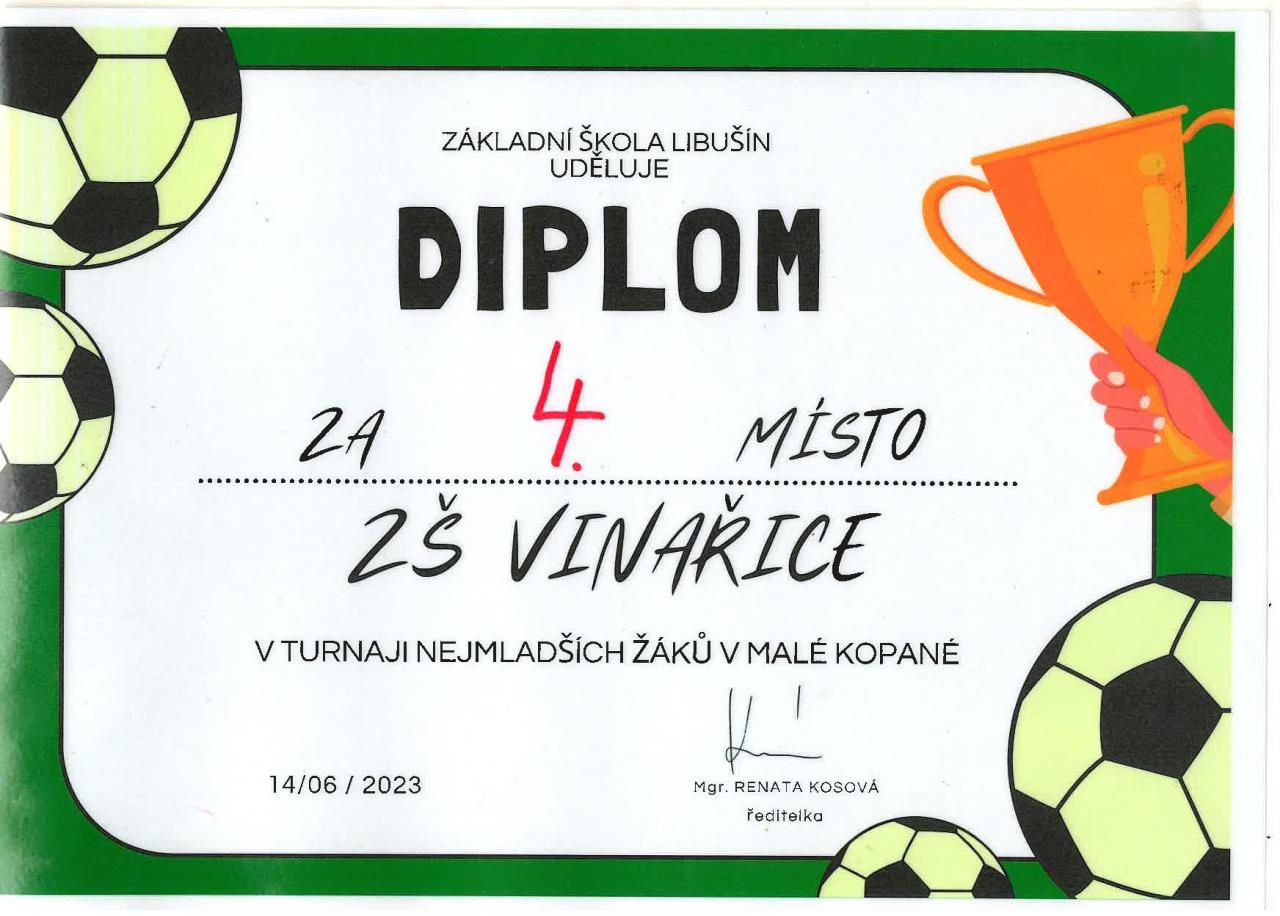 ZÁKLADNÍ ŠKOLA LIBUŠÍN
UDĚLUJE
DIPLOM
ZA 4. MÍSTO
ZŠ VINAŘICE
V TURNAJI NEJMLADŠÍCH ŽÁKŮ V MALÉ KOPANÉ
14/06 / 2023
Mgr. RENATA KOSOVÁ
ředitelka